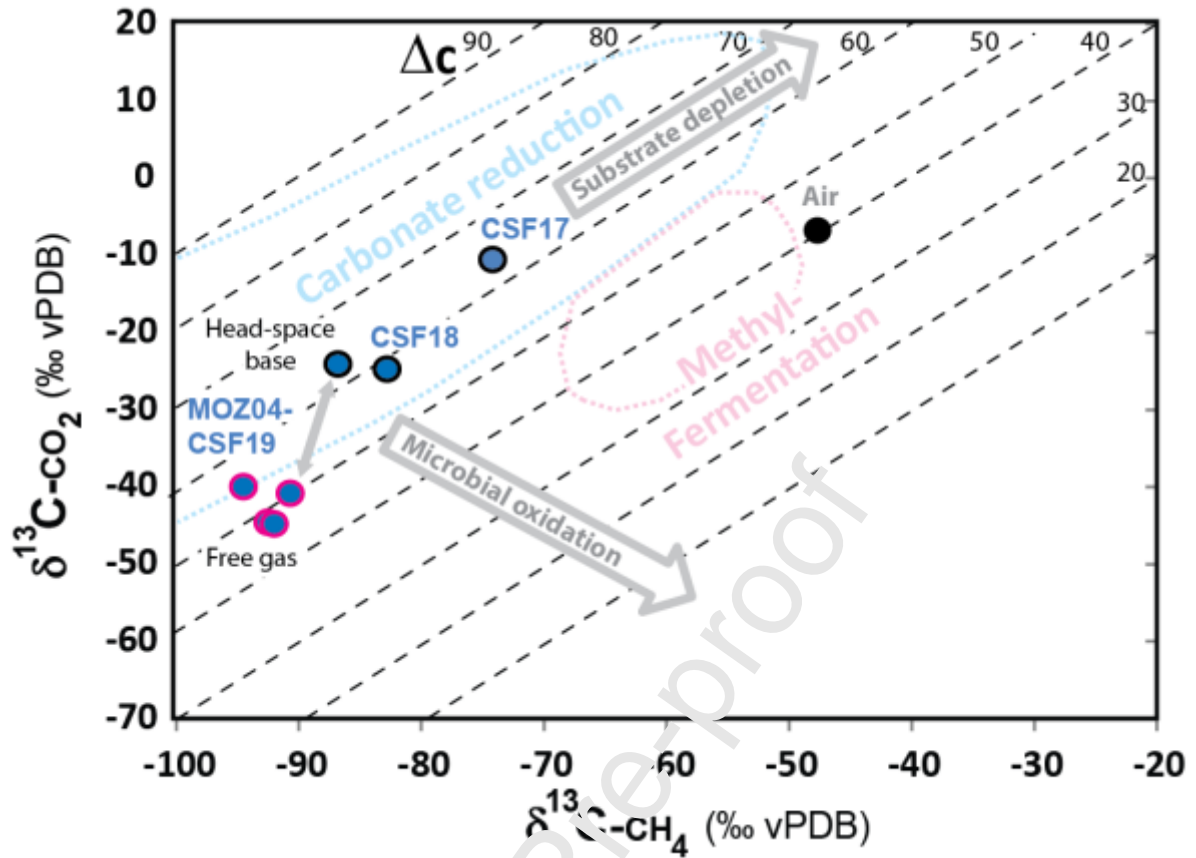 Δc 90 80 70 60 50 40
30
20
20
10
0
-10
-20
-30
-40
-50
-60
-70
δ¹³C-CO₂ (‰ vPDB)
Carbonate reduction
Substrate depletion
Air
CSF17
Methyl-
Fermentation
Head-space
base
CSF18
MOZ04-
CSF19
Microbial oxidation
Free gas
-100 -90 -80 -70 -60 -50 -40 -30 -20
δ¹³C-CH₄ (‰ vPDB)
Pre-proof